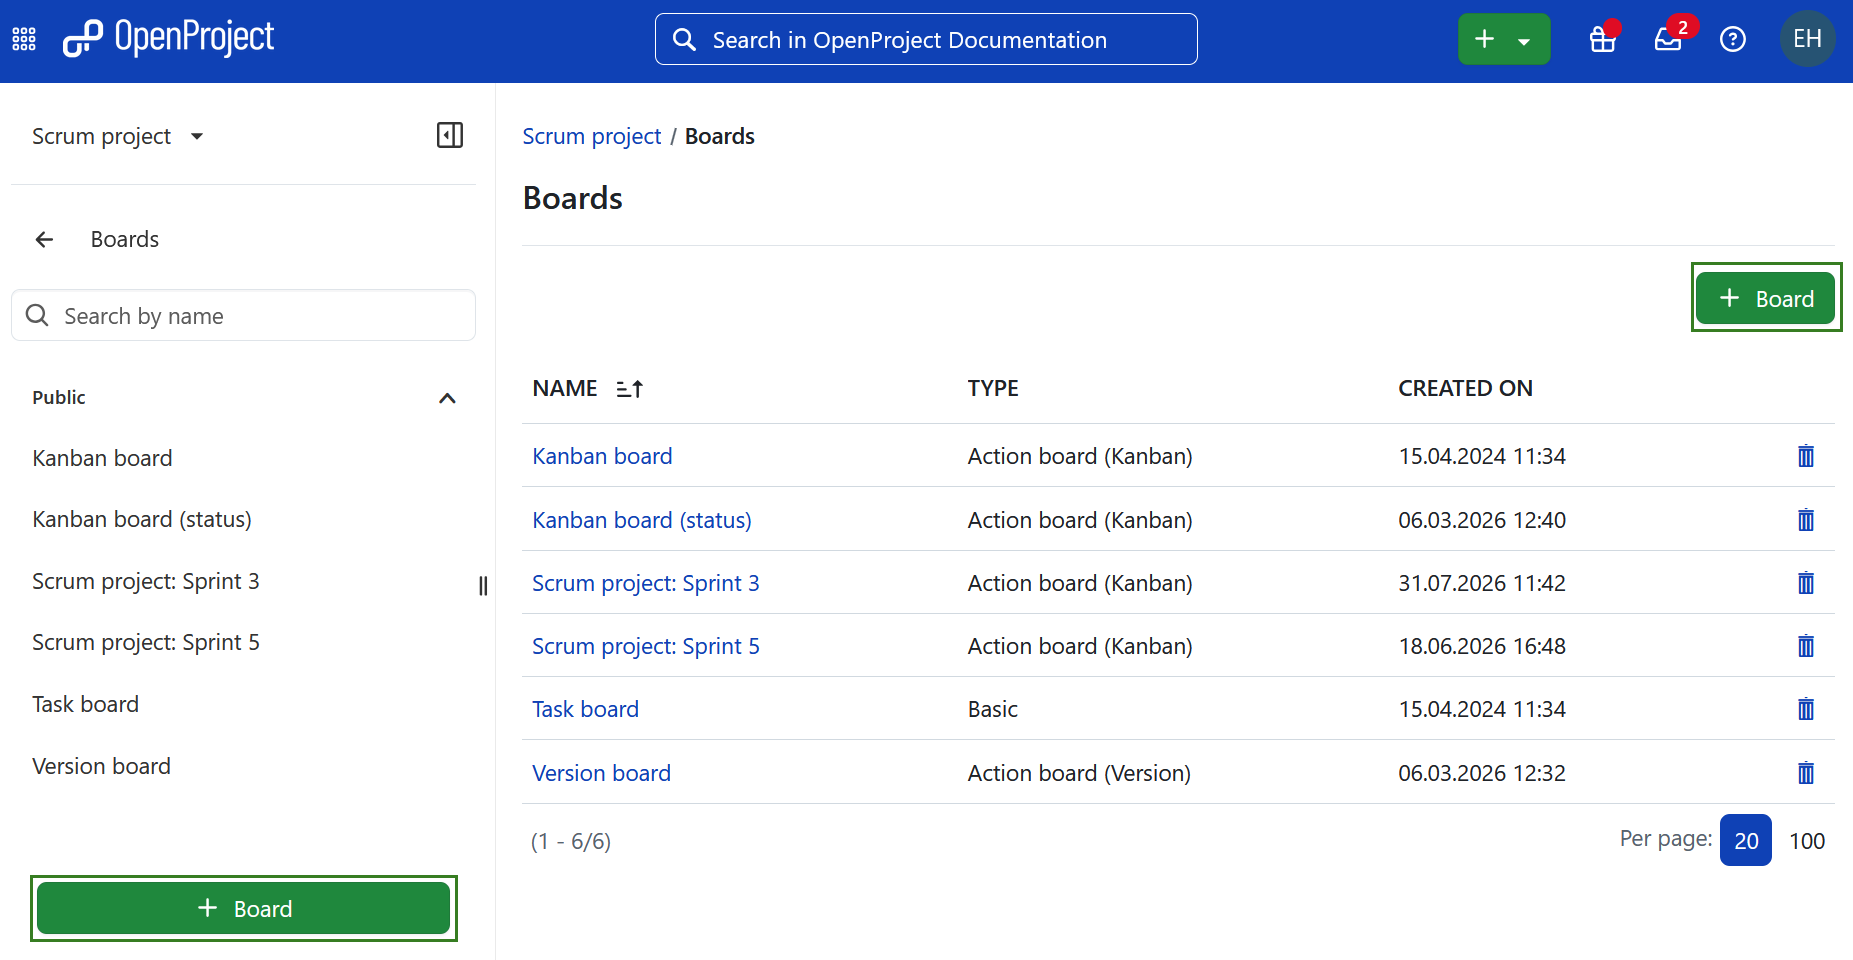 OpenProject
Search in OpenProject Documentation
2
EH
Scrum project
Boards
Search by name
Public
Kanban board
Kanban board (status)
Scrum project: Sprint 3
Scrum project: Sprint 5
Task board
Version board
+ Board
Scrum project / Boards
Boards
+ Board
NAME TYPE CREATED ON
Kanban board Action board (Kanban) 15.04.2024 11:34
Kanban board (status) Action board (Kanban) 06.03.2026 12:40
Scrum project: Sprint 3 Action board (Kanban) 31.07.2026 11:42
Scrum project: Sprint 5 Action board (Kanban) 18.06.2026 16:48
Task board Basic 15.04.2024 11:34
Version board Action board (Version) 06.03.2026 12:32
(1 - 6/6) Per page: 20 100